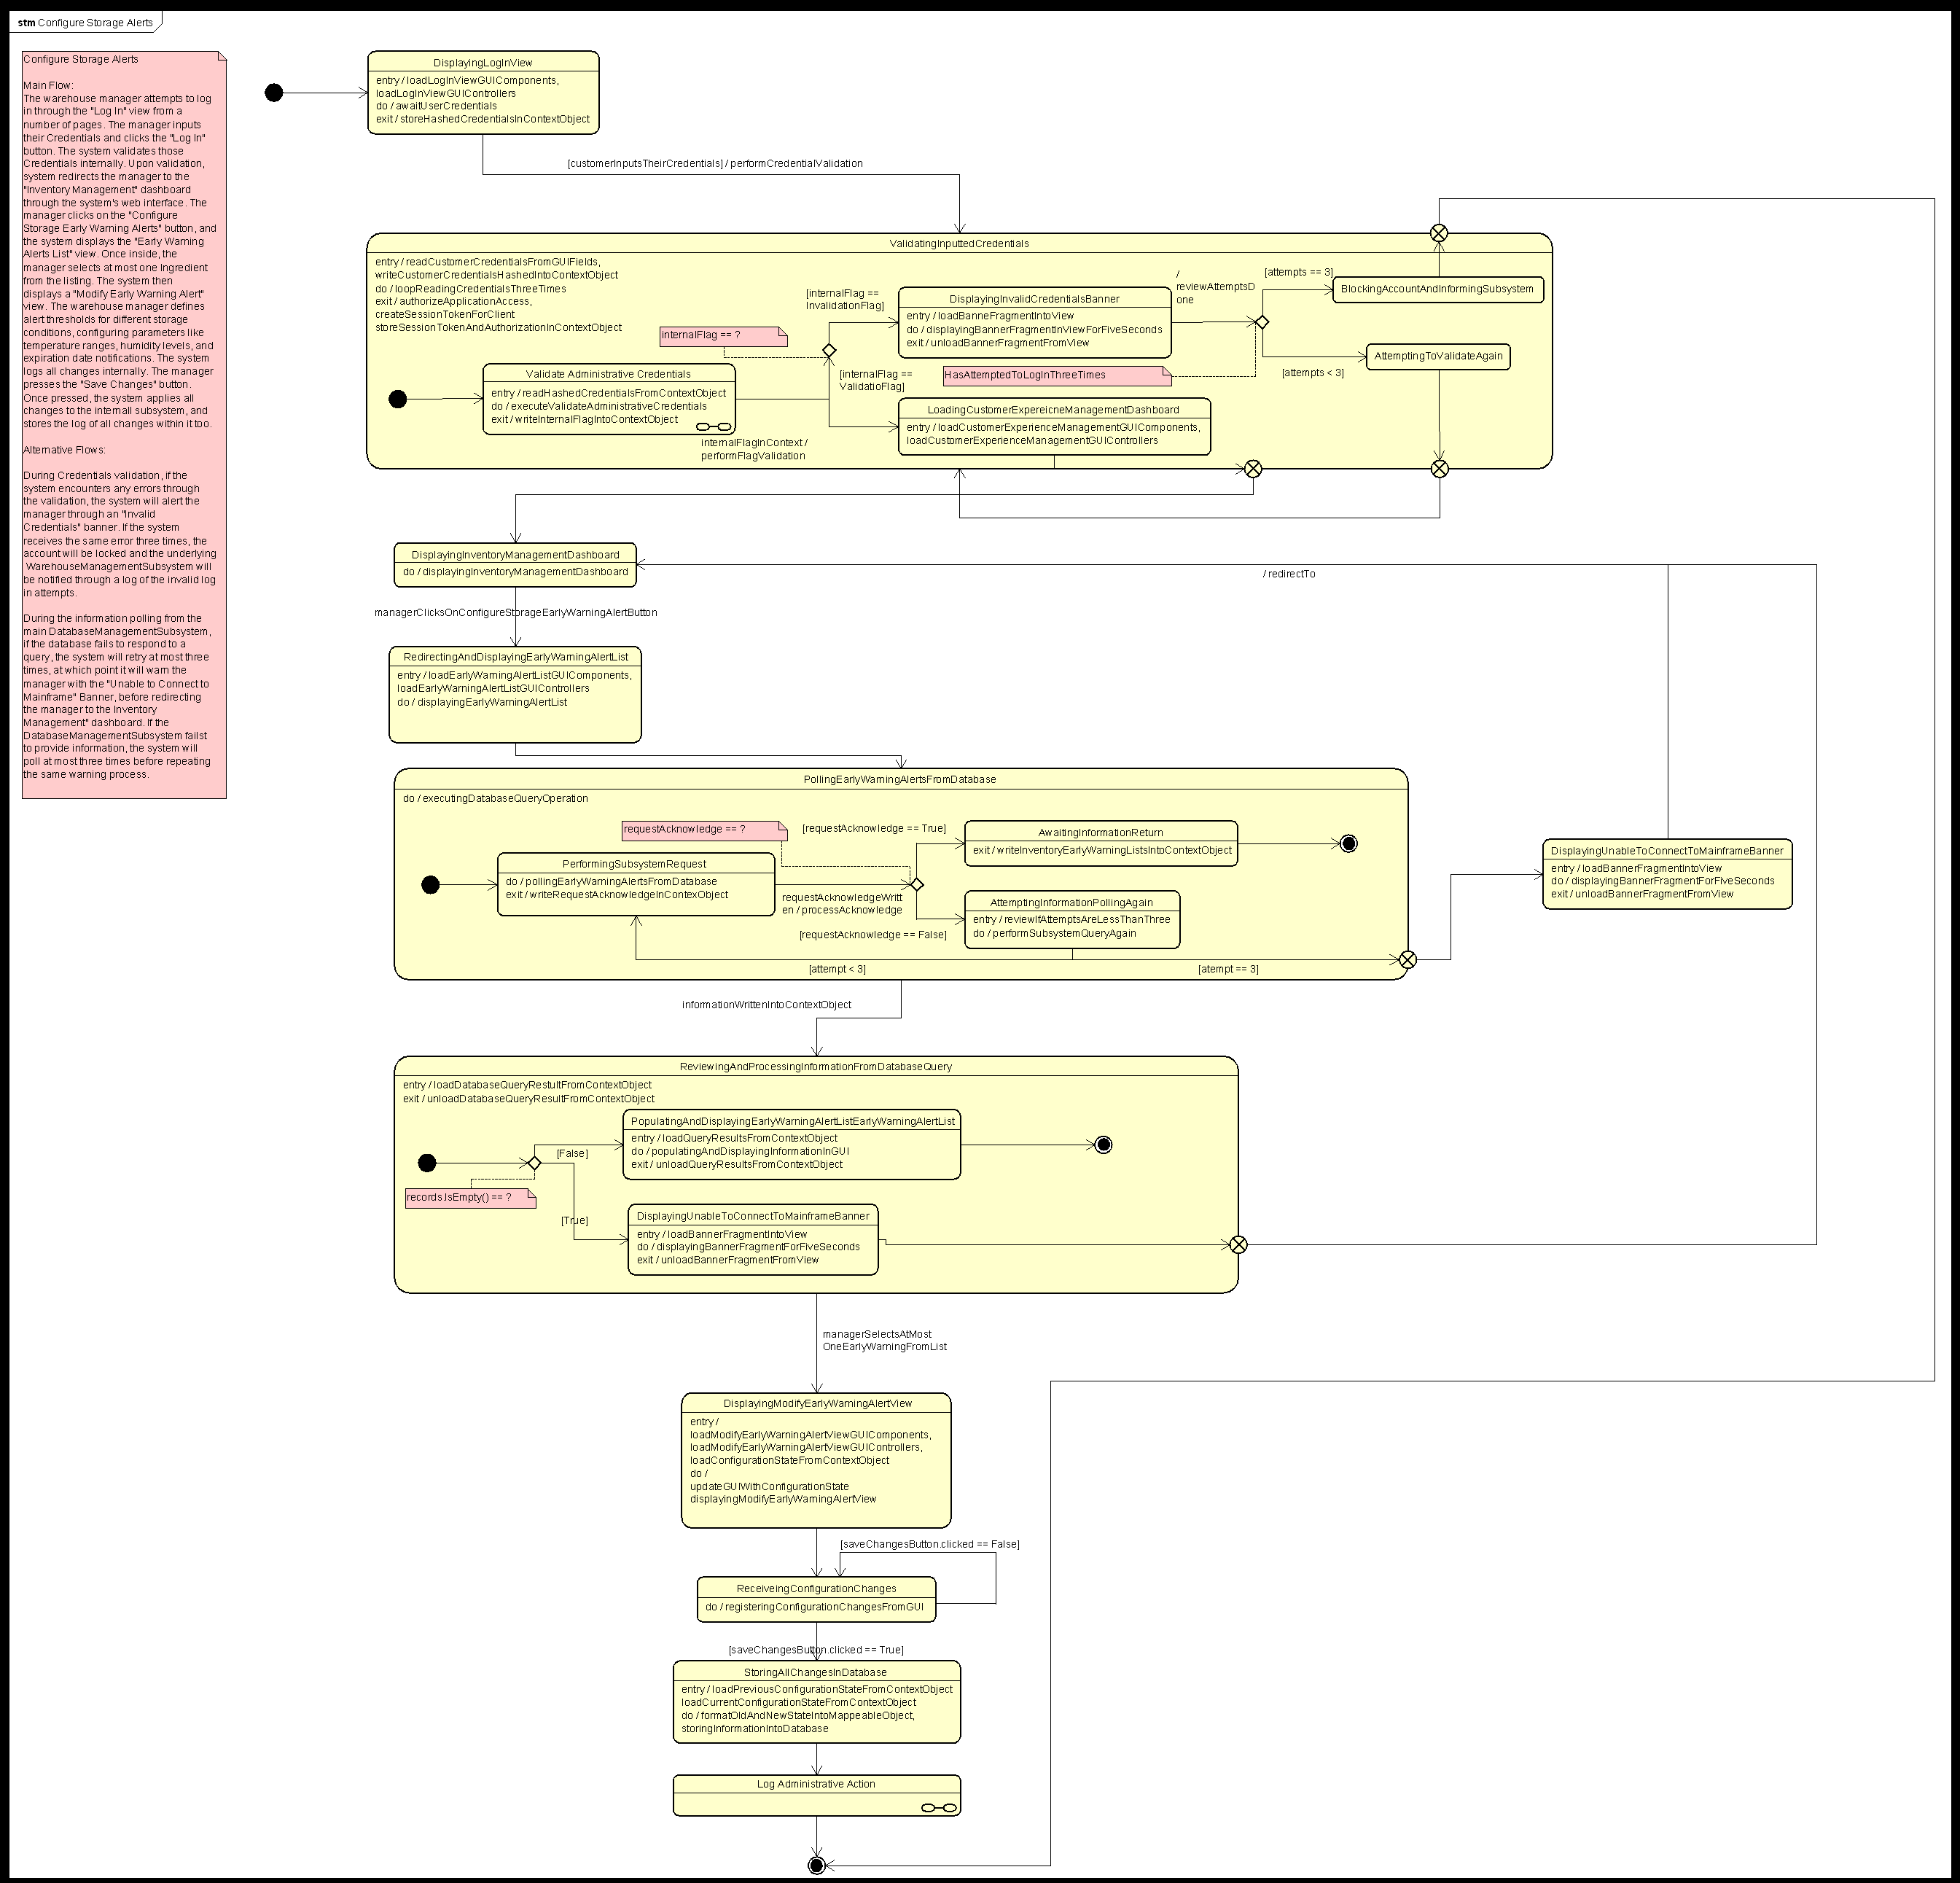 stm Configure Storage Alerts
Configure Storage Alerts
Main Flow:
The warehouse manager attempts to log
in through the "Log In" view from a
number of pages. The manager inputs
their Credentials and clicks the "Log In"
button. The system validates those
Credentials internally. Upon validation,
system redirects the manager to the
"Inventory Management" dashboard
through the system's web interface. The
manager clicks on the "Configure
Storage Early Warning Alerts" button, and
the system displays the "Early Warning
Alerts List" view. Once inside, the
manager selects at most one Ingredient
from the listing. The system then
displays a "Modify Early Warning Alert"
view. The warehouse manager defines
alert thresholds for different storage
conditions, configuring parameters like
temperature ranges, humidity levels, and
expiration date notifications. The system
logs all changes internally. The manager
presses the "Save Changes" button.
Once pressed, the system applies all
changes to the internall subsystem, and
stores the log of all changes within it too.
Alternative Flows:
During Credentials validation, if the
system encounters any errors through
the validation, the system will alert the
manager through an "Invalid
Credentials" banner. If the system
receives the same error three times, the
account will be locked and the underlying
WarehouseManagementSubsystem will
be notified through a log of the invalid log
in attempts.
During the information polling from the
main DatabaseManagementSubsystem,
if the database fails to respond to a
query, the system will retry at most three
times, at which point it will warn the
manager with the "Unable to Connect to
Mainframe" Banner, before redirecting
the manager to the Inventory
Management" dashboard. If the
DatabaseManagementSubsystem failst
to provide information, the system will
poll at most three times before repeating
the same warning process.
DisplayingLogInView
entry / loadLogInViewGUIComponents,
loadLogInViewGUIControllers
do / awaitUserCredentials
exit / storeHashedCredentialsInContextObject
[customerInputsTheirCredentials] / performCredentialValidation
ValidatingInputtedCredentials
entry / readCustomerCredentialsFromGUIFields,
writeCustomerCredentialsHashedIntoContextObject
do / loopReadingCredentialsThreeTimes
exit / authorizeApplicationAccess,
createSessionTokenForClient
storeSessionTokenAndAuthorizationInContextObject
internalFlag == ?
[internalFlag ==
InvalidationFlag]
DisplayingInvalidCredentialsBanner
entry / loadBanneFragmentIntoView
do / displayingBannerFragmentInViewForFiveSeconds
exit / unloadBannerFragmentFromView
/
reviewAttemptsD
one
[attempts == 3]
BlockingAccountAndInformingSubsystem
AttemptingToValidateAgain
[attempts < 3]
HasAttemptedToLogInThreeTimes
Validate Administrative Credentials
entry / readHashedCredentialsFromContextObject
do / executeValidateAdministrativeCredentials
exit / writeInternalFlagIntoContextObject
[internalFlag ==
ValidatioFlag]
LoadingCustomerExpereicneManagementDashboard
entry / loadCustomerExperienceManagementGUIComponents,
loadCustomerExperienceManagementGUIControllers
internalFlagInContext /
performFlagValidation
DisplayingInventoryManagementDashboard
do / displayingInventoryManagementDashboard
/ redirectTo
managerClicksOnConfigureStorageEarlyWarningAlertButton
RedirectingAndDisplayingEarlyWarningAlertList
entry / loadEarlyWarningAlertListGUIComponents,
loadEarlyWarningAlertListGUIControllers
do / displayingEarlyWarningAlertList
PollingEarlyWarningAlertsFromDatabase
do / executingDatabaseQueryOperation
requestAcknowledge == ?
[requestAcknowledge == True]
AwaitingInformationReturn
exit / writeInventoryEarlyWarningListsIntoContextObject
PerformingSubsystemRequest
do / pollingEarlyWarningAlertsFromDatabase
exit / writeRequestAcknowledgeInContexObject
requestAcknowledgeWritt
en / processAcknowledge
[requestAcknowledge == False]
AttemptingInformationPollingAgain
entry / reviewIfAttemptsAreLessThanThree
do / performSubsystemQueryAgain
[attempt < 3]
[atempt == 3]
DisplayingUnableToConnectToMainframeBanner
entry / loadBannerFragmentIntoView
do / displayingBannerFragmentForFiveSeconds
exit / unloadBannerFragmentFromView
informationWrittenIntoContextObject
ReviewingAndProcessingInformationFromDatabaseQuery
entry / loadDatabaseQueryRestultFromContextObject
exit / unloadDatabaseQueryResultFromContextObject
PopulatingAndDisplayingEarlyWarningAlertListEarlyWarningAlertList
entry / loadQueryResultsFromContextObject
do / populatingAndDisplayingInformationInGUI
exit / unloadQueryResultsFromContextObject
[False]
records.IsEmpty() == ?
[True]
DisplayingUnableToConnectToMainframeBanner
entry / loadBannerFragmentIntoView
do / displayingBannerFragmentForFiveSeconds
exit / unloadBannerFragmentFromView
managerSelectsAtMost
OneEarlyWarningFromList
DisplayingModifyEarlyWarningAlertView
entry /
loadModifyEarlyWarningAlertViewGUIComponents,
loadModifyEarlyWarningAlertViewGUIControllers,
loadConfigurationStateFromContextObject
do /
updateGUIWithConfigurationState
displayingModifyEarlyWarningAlertView
[saveChangesButton.clicked == False]
ReceiveingConfigurationChanges
do / registeringConfigurationChangesFromGUI
[saveChangesButton.clicked == True]
StoringAllChangesInDatabase
entry / loadPreviousConfigurationStateFromContextObject
loadCurrentConfigurationStateFromContextObject
do / formatOldAndNewStateIntoMappeableObject,
storingInformationIntoDatabase
Log Administrative Action